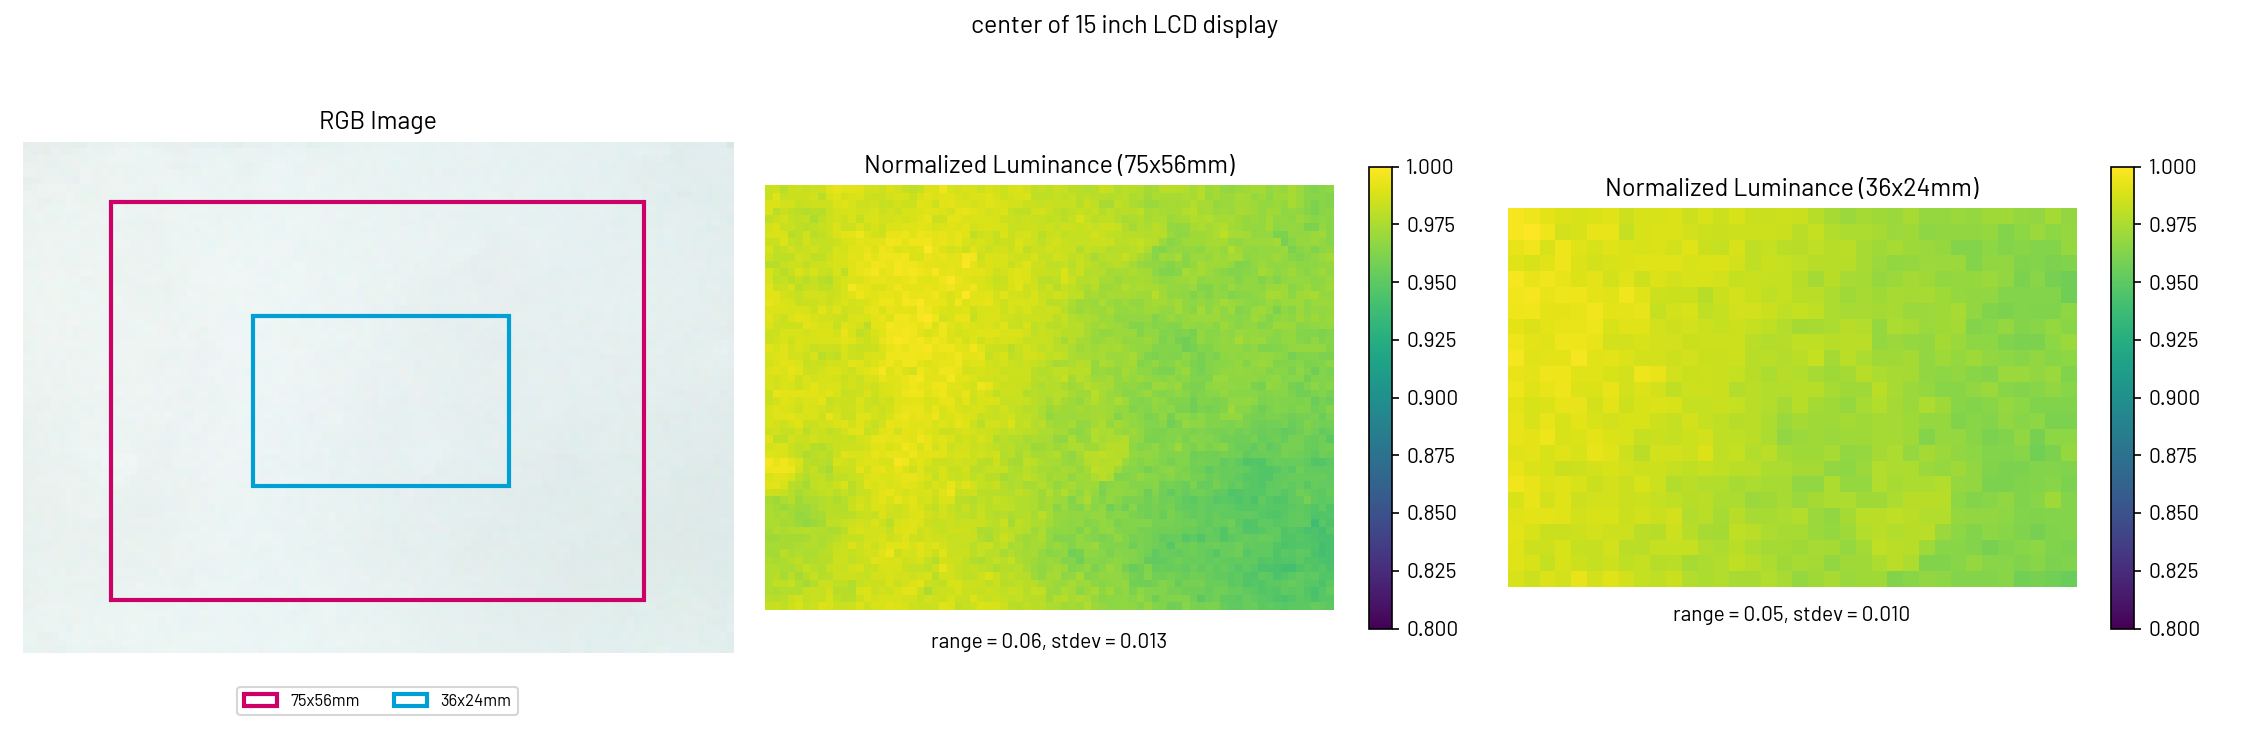 center of 15 inch LCD display
RGB Image
75x56mm
36x24mm
Normalized Luminance (75x56mm)
1.000
0.975
0.950
0.925
0.900
0.875
0.850
0.825
0.800
range = 0.06, stdev = 0.013
Normalized Luminance (36x24mm)
1.000
0.975
0.950
0.925
0.900
0.875
0.850
0.825
0.800
range = 0.05, stdev = 0.010